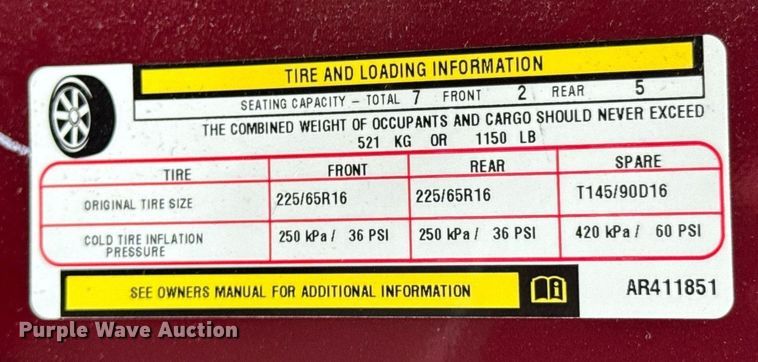 TIRE AND LOADING INFORMATION
SEATING CAPACITY – TOTAL 7 FRONT 2 REAR 5
THE COMBINED WEIGHT OF OCCUPANTS AND CARGO SHOULD NEVER EXCEED
521 KG OR 1150 LB
TIRE FRONT REAR SPARE
ORIGINAL TIRE SIZE 225/65R16 225/65R16 T145/90D16
COLD TIRE INFLATION 250 kPa / 36 PSI 250 kPa / 36 PSI 420 kPa / 60 PSI
PRESSURE
SEE OWNERS MANUAL FOR ADDITIONAL INFORMATION AR411851
Purple Wave Auction